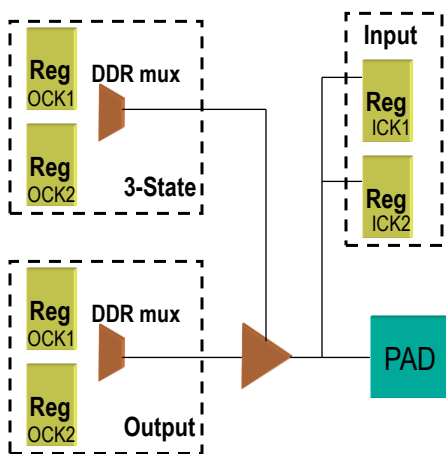 Reg
OCK1
DDR mux
Reg
OCK2
3-State
Input
Reg
ICK1
Reg
ICK2
Reg
OCK1
DDR mux
Reg
OCK2
Output
PAD